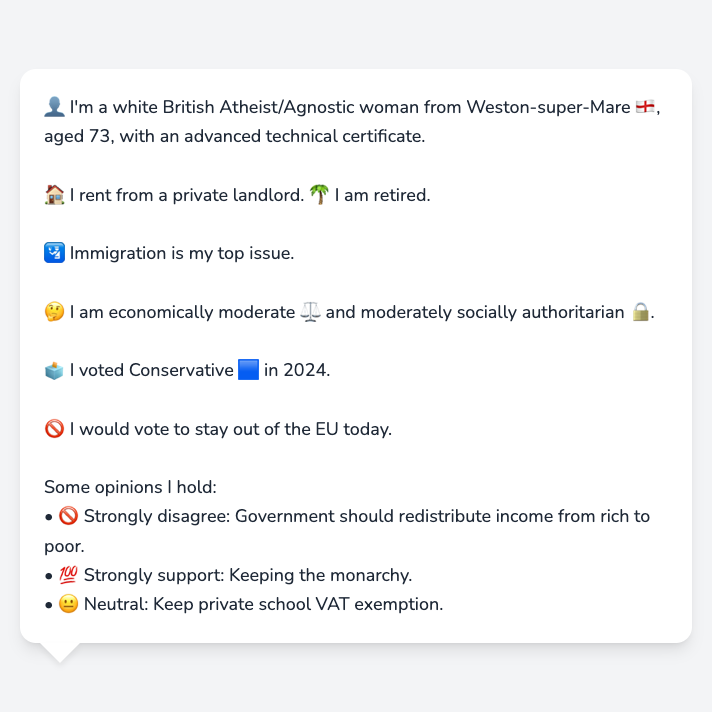 👤 I'm a white British Atheist/Agnostic woman from Weston-super-Mare 🏴󠁧󠁢󠁥󠁮󠁧󠁿,
aged 73, with an advanced technical certificate.
🏠 I rent from a private landlord. 🌴 I am retired.
🛂 Immigration is my top issue.
🤔 I am economically moderate ⚖️ and moderately socially authoritarian 🔒.
🗳️ I voted Conservative 🟦 in 2024.
🚫 I would vote to stay out of the EU today.
Some opinions I hold:
• 🚫 Strongly disagree: Government should redistribute income from rich to
poor.
• 💯 Strongly support: Keeping the monarchy.
• 😐 Neutral: Keep private school VAT exemption.